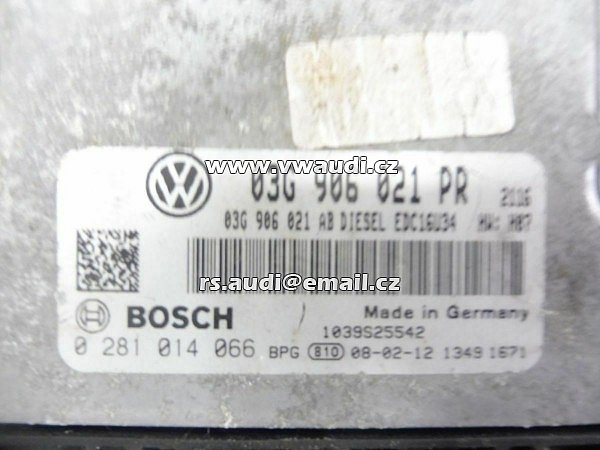 www.vwaudi.cz
03G 906 021 PR 2116
03G 906 021 AB DIESEL EDC16U34 HW: H07
rs.audi@email.cz
BOSCH
Made in Germany
1039S25542
0 281 014 066 BPG 810 08-02-12 1349 1671